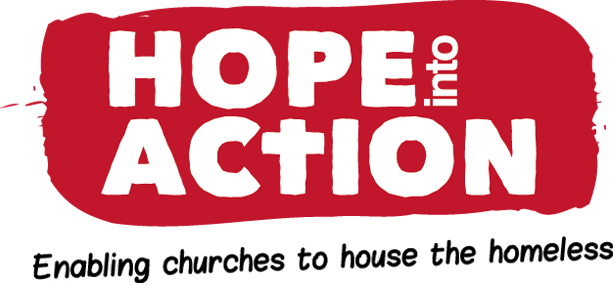 HOPE into
ACTION
Enabling churches to house the homeless